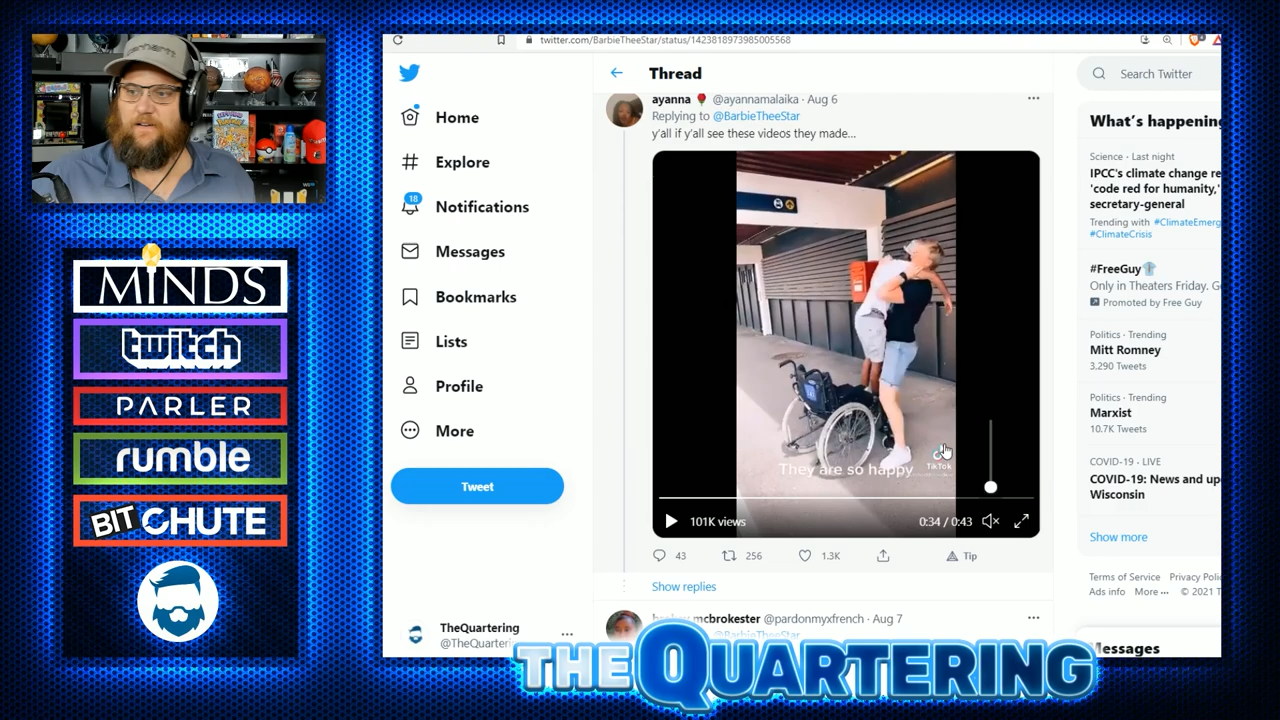 twitter.com/BarbieTheeStar/status/1423818973985005568
Home
Explore
18
Notifications
Messages
Bookmarks
Lists
Profile
More
Tweet
TheQuartering
@TheQuarterin
Thread
ayanna 🌹 @ayannamalaika · Aug 6
Replying to @BarbieTheeStar
y'all if y'all see these videos they made...
They are so happy
TikTok
101K views
0:34 / 0:43
43
256
1.3K
Tip
Show replies
mcbrokester @pardonmyxfrench · Aug 7
@BarbieTheeStar
Search Twitter
What's happening
Science · Last night
IPCC's climate change re
'code red for humanity,'
secretary-general
Trending with #ClimateEmerg
#ClimateCrisis
#FreeGuy
Only in Theaters Friday. G
Promoted by Free Guy
Politics · Trending
Mitt Romney
3,290 Tweets
Politics · Trending
Marxist
10.7K Tweets
COVID-19 · LIVE
COVID-19: News and up
Wisconsin
Show more
Terms of Service Privacy Poli
Ads info More ··· © 2021 T
Messages
MINDS
twitch
PARLER
rumble
BITCHUTE
THE QUARTERING